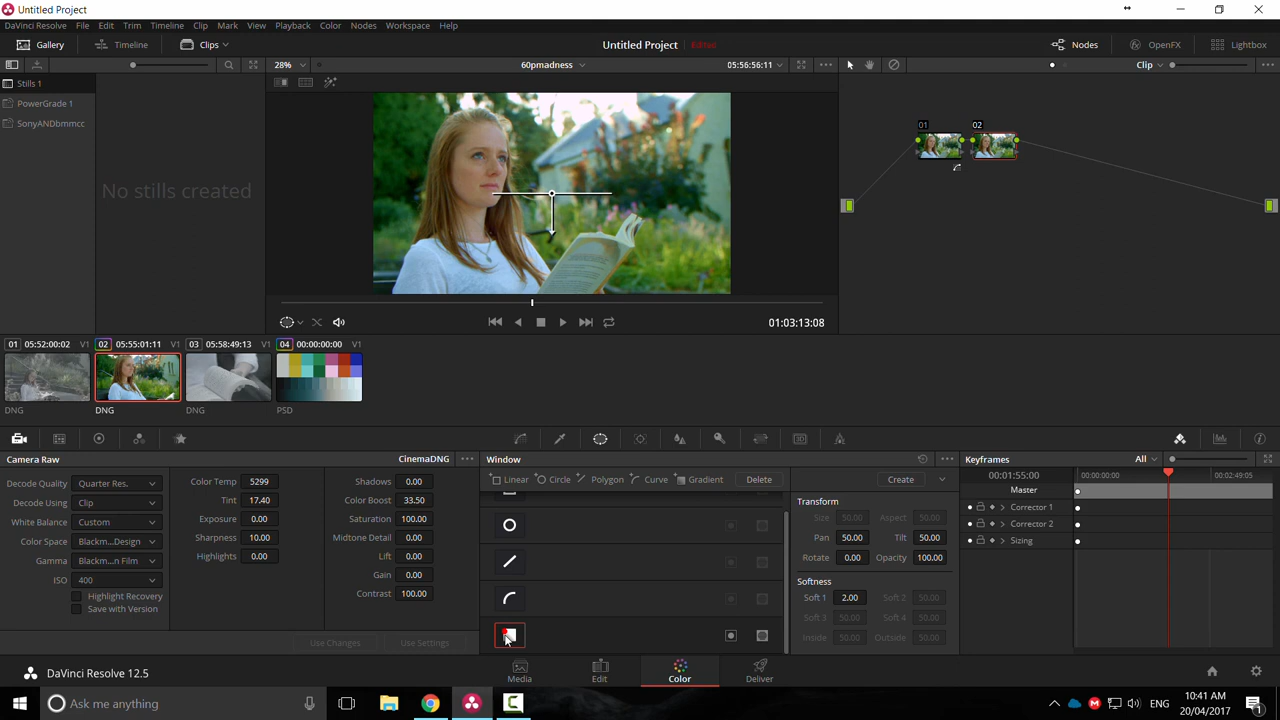 Untitled Project
DaVinci Resolve File Edit Trim Timeline Clip Mark View Playback Color Nodes Workspace Help
Gallery Timeline Clips Untitled Project Edited Nodes OpenFX Lightbox
28% 60pmadness 05:56:56:11 Clip
Stills 1
PowerGrade 1
SonyANDbmmcc
No stills created
01 02
01:03:13:08
01 05:52:00:02 V1 02 05:55:01:11 V1 03 05:58:49:13 V1 04 00:00:00:00 V1
DNG DNG DNG PSD
Camera Raw CinemaDNG Window Keyframes All
Decode Quality Quarter Res. Color Temp 5299 Shadows 0.00 Linear Circle Polygon Curve Gradient Delete Create 00:01:55:00 00:00:00:00 00:02:49:05
Decode Using Clip Tint 17.40 Color Boost 33.50 Transform Master
White Balance Custom Exposure 0.00 Saturation 100.00 Size 50.00 Aspect 50.00 Corrector 1
Color Space Blackm...Design Sharpness 10.00 Midtone Detail 0.00 Pan 50.00 Tilt 50.00 Corrector 2
Gamma Blackm...n Film Highlights 0.00 Lift 0.00 Rotate 0.00 Opacity 100.00 Sizing
ISO 400 Gain 0.00 Softness
Highlight Recovery Contrast 100.00 Soft 1 2.00 Soft 2 50.00
Save with Version Soft 3 50.00 Soft 4 50.00
Use Changes Use Settings Inside 50.00 Outside 50.00
DaVinci Resolve 12.5 Media Edit Color Deliver
Ask me anything ENG 10:41 AM
20/04/2017 1